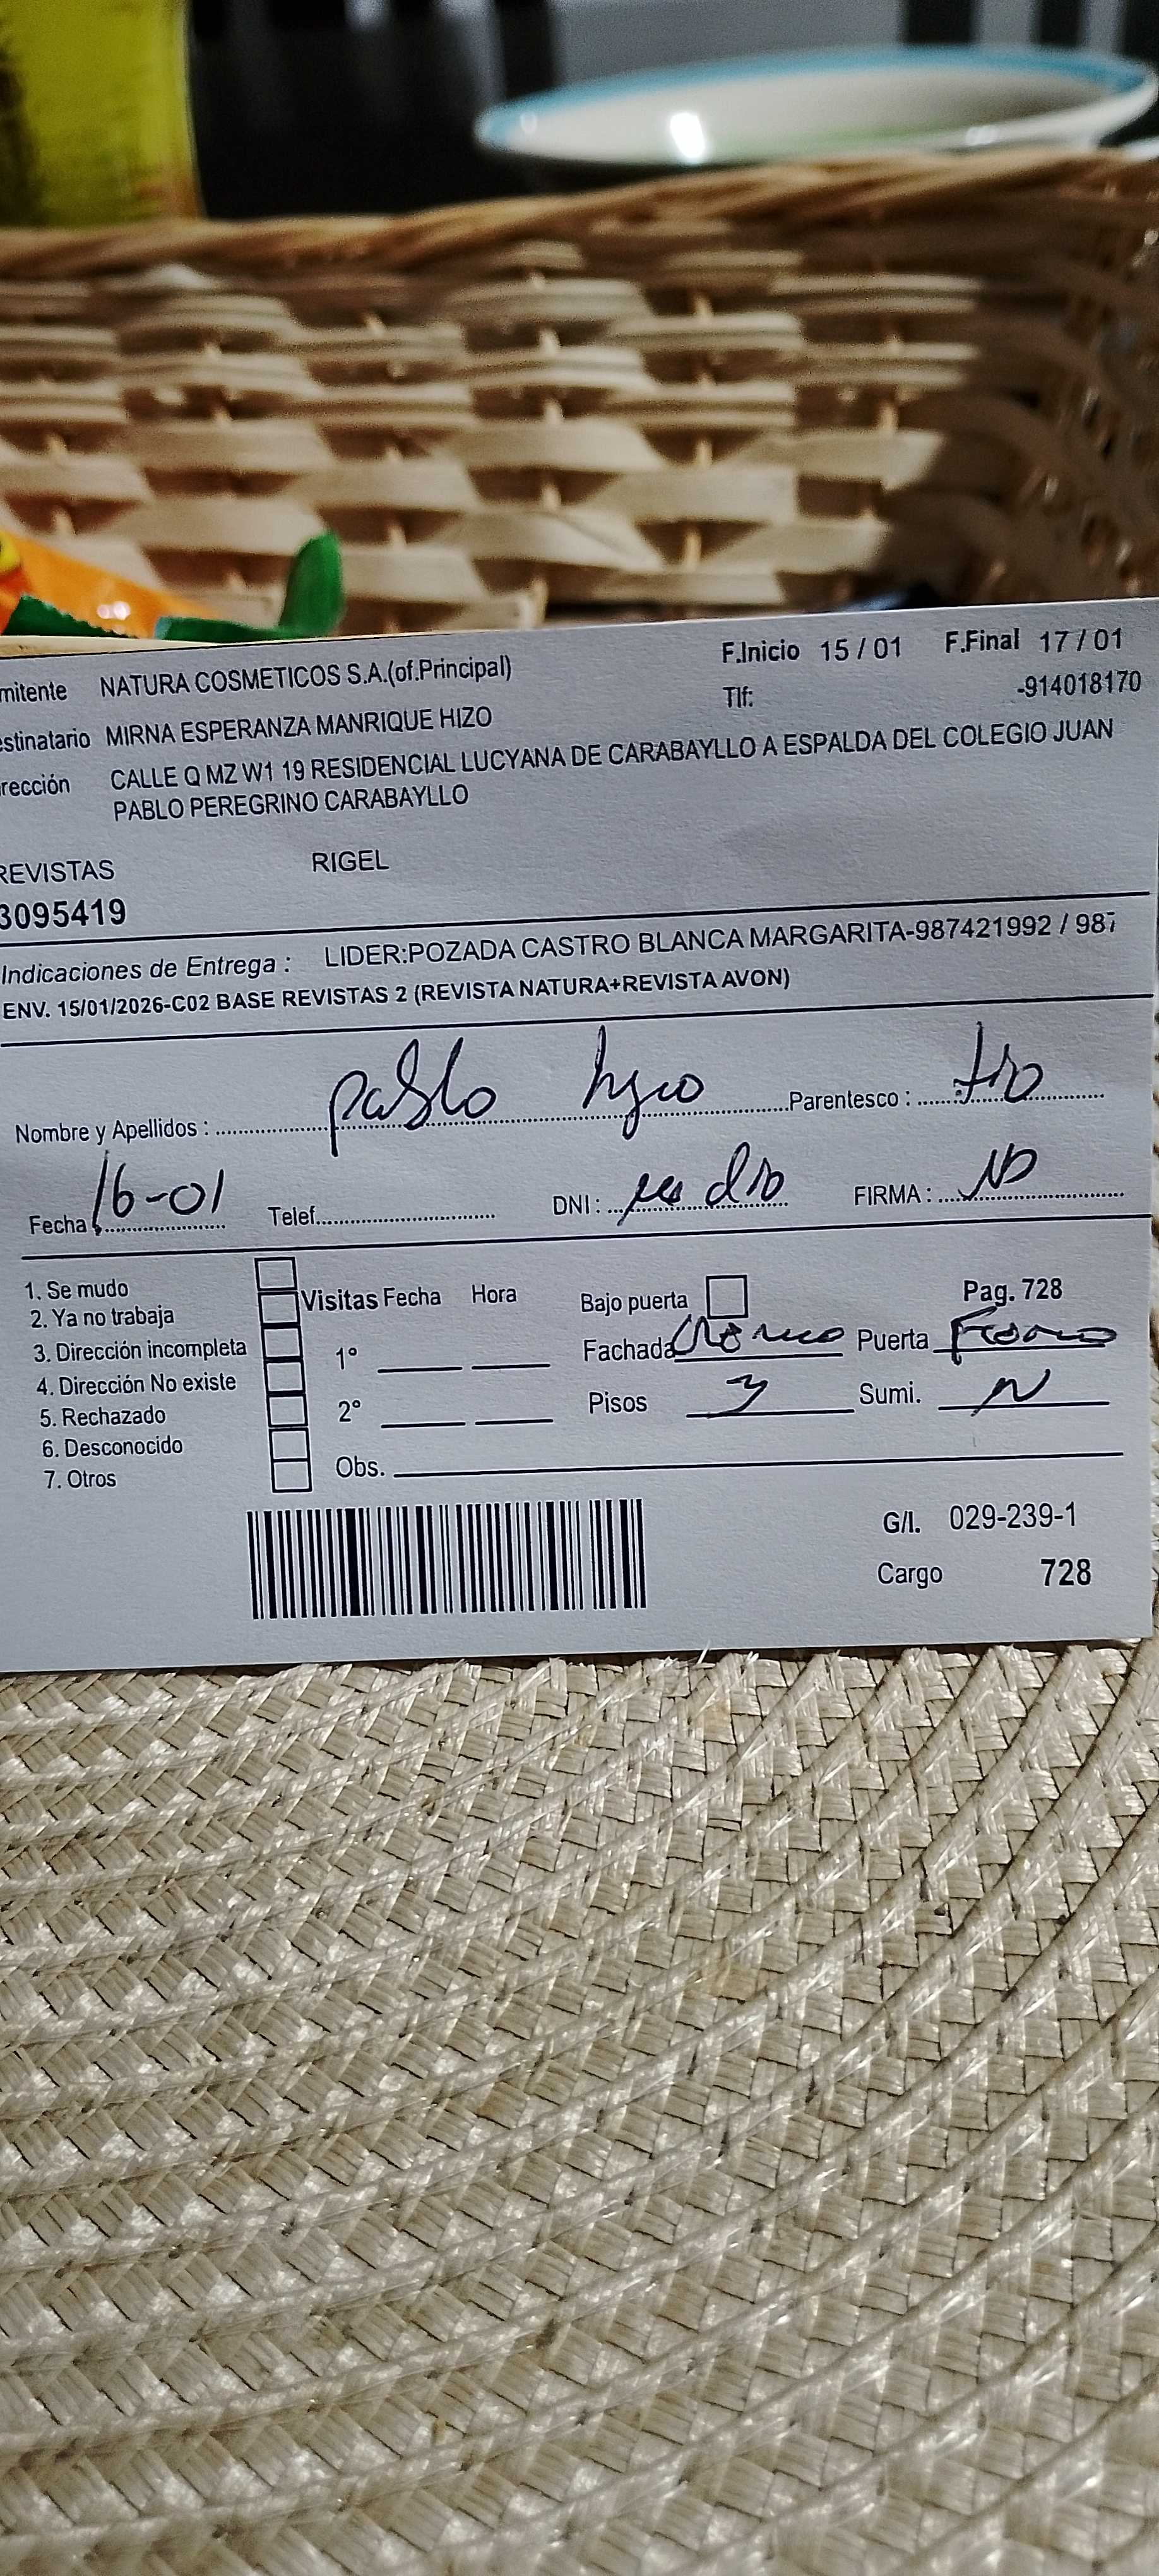 mitente NATURA COSMETICOS S.A.(of.Principal) F.Inicio 15 / 01 F.Final 17 / 01
estinatario MIRNA ESPERANZA MANRIQUE HIZO Tlf: -914018170
rección CALLE Q MZ W1 19 RESIDENCIAL LUCYANA DE CARABAYLLO A ESPALDA DEL COLEGIO JUAN
PABLO PEREGRINO CARABAYLLO
REVISTAS RIGEL
3095419
Indicaciones de Entrega : LIDER:POZADA CASTRO BLANCA MARGARITA-987421992 / 987
ENV. 15/01/2026-C02 BASE REVISTAS 2 (REVISTA NATURA+REVISTA AVON)
Nombre y Apellidos : pablo Parentesco : tio
Fecha 16-01 Telef. DNI : dio FIRMA : NO
1. Se mudo
2. Ya no trabaja
3. Dirección incompleta
4. Dirección No existe
5. Rechazado
6. Desconocido
7. Otros
Visitas Fecha Hora
1°
2°
Obs.
Bajo puerta Pag. 728
Fachada Puerta
Pisos 3 Sumi. N
G/I. 029-239-1
Cargo 728